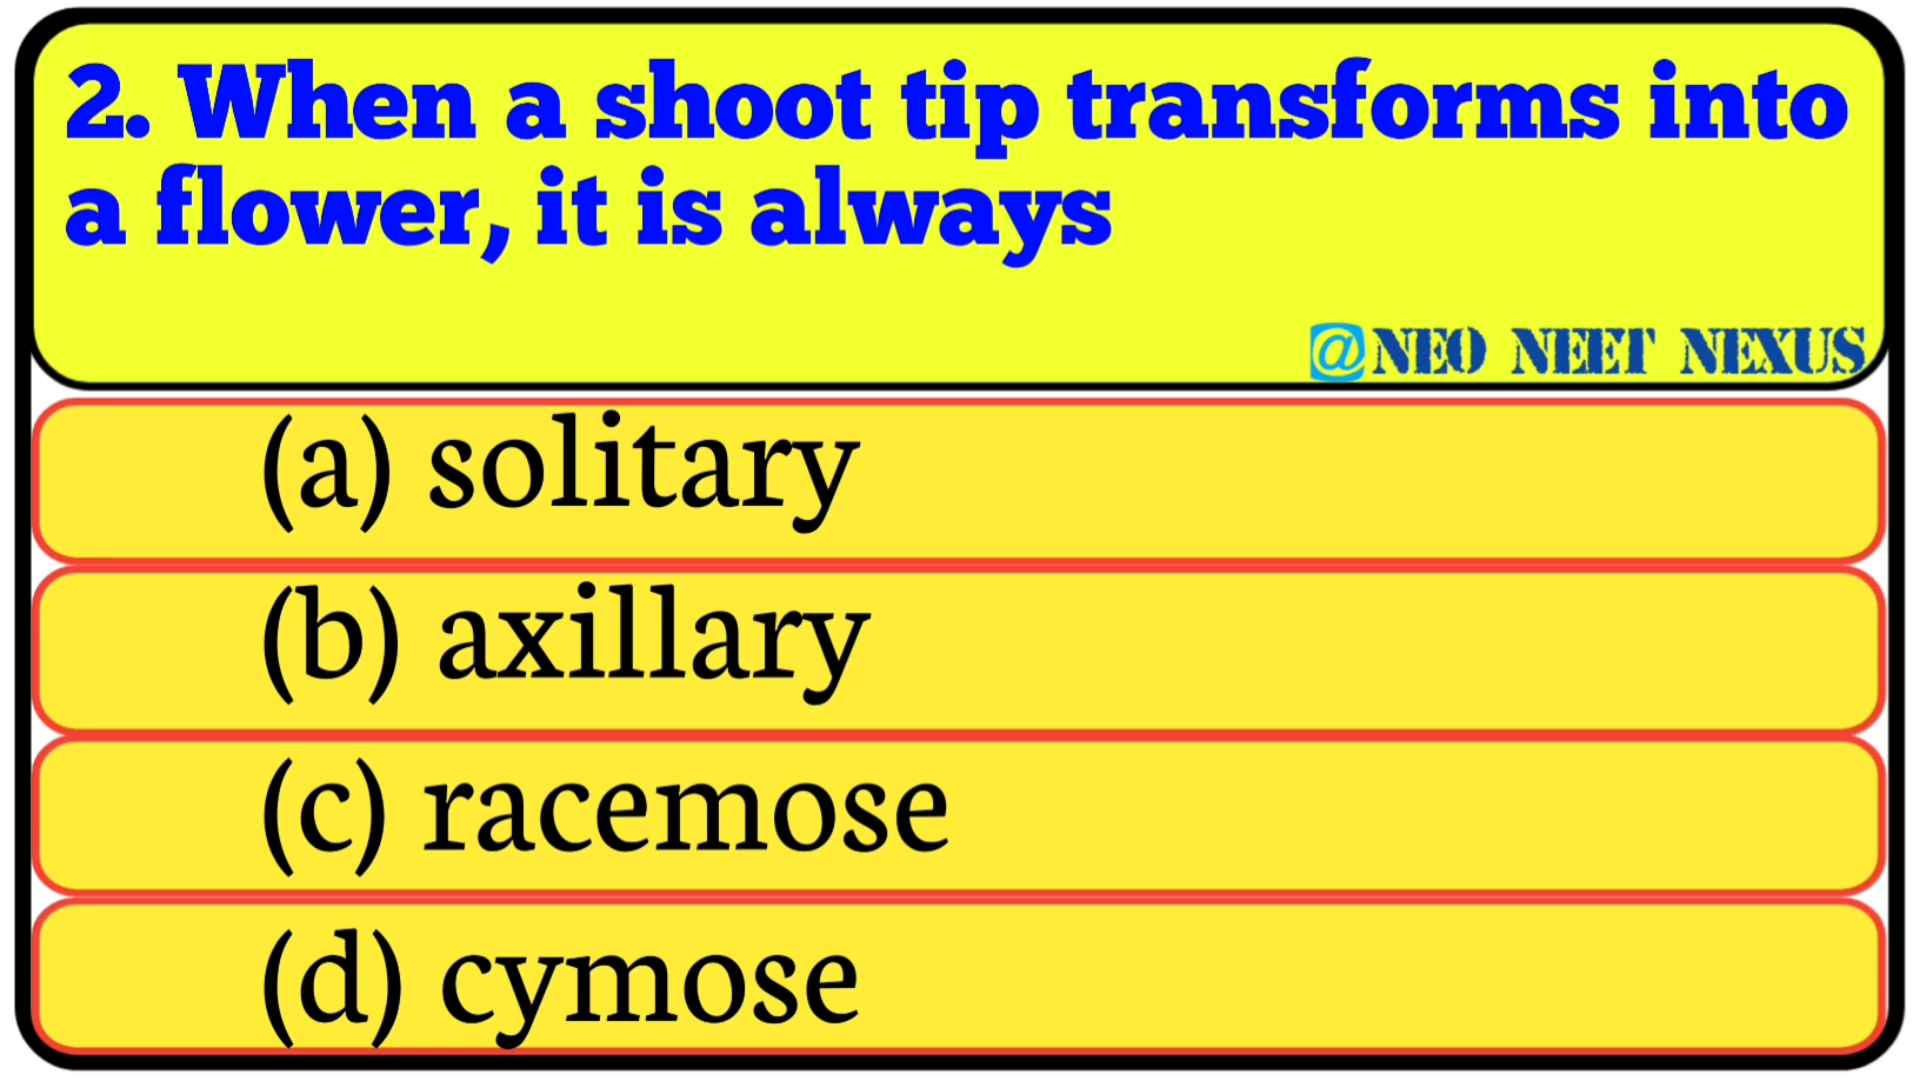 2. When a shoot tip transforms into
a flower, it is always
@NEO NEET NEXUS
(a) solitary
(b) axillary
(c) racemose
(d) cymose